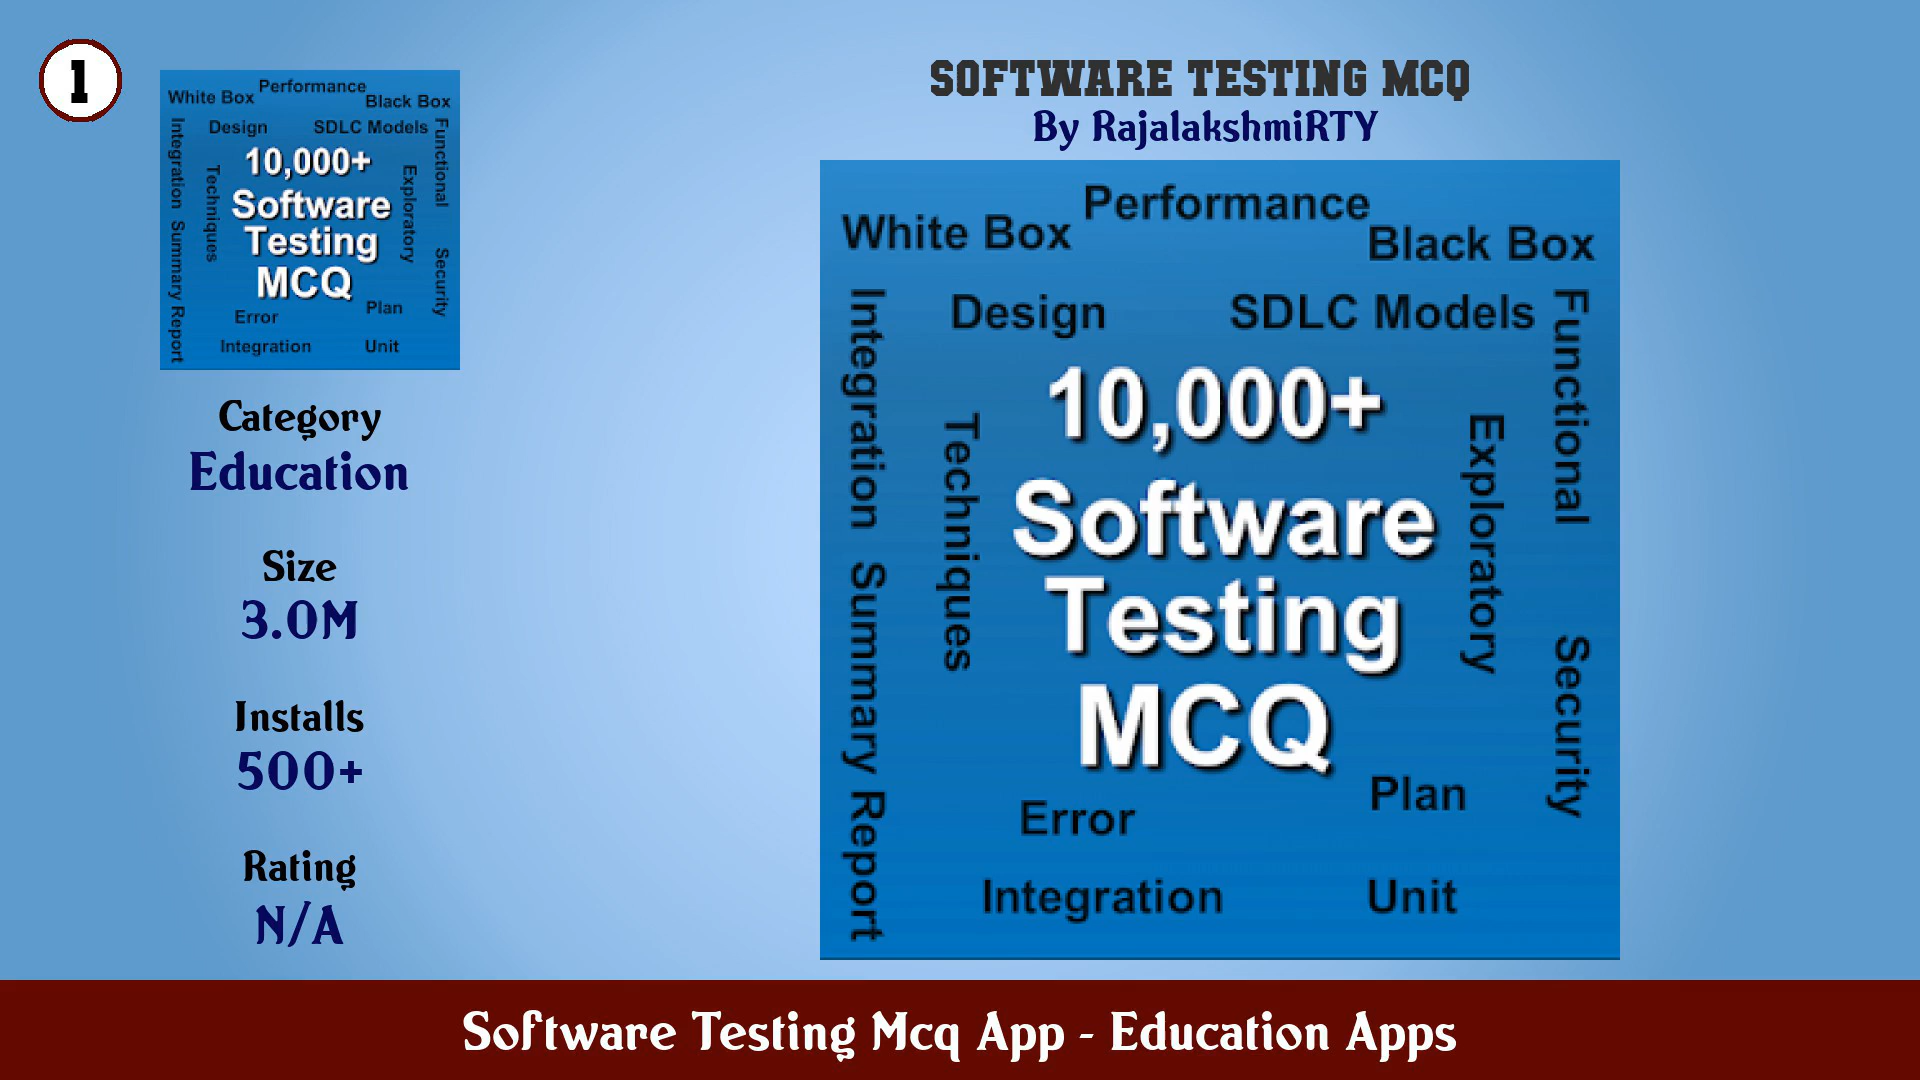 1
Performance
White Box
Black Box
Design
SDLC Models
Integration
Functional
10,000+
Techniques
Exploratory
Software
Testing
MCQ
Summary Report
Security
Plan
Error
Integration
Unit
Category
Education
Size
3.0M
Installs
500+
Rating
N/A
SOFTWARE TESTING MCQ
By RajalakshmiRTY
Performance
White Box
Black Box
Design
SDLC Models
Integration
Functional
10,000+
Techniques
Exploratory
Software
Testing
MCQ
Summary Report
Security
Plan
Error
Integration
Unit
Software Testing Mcq App - Education Apps